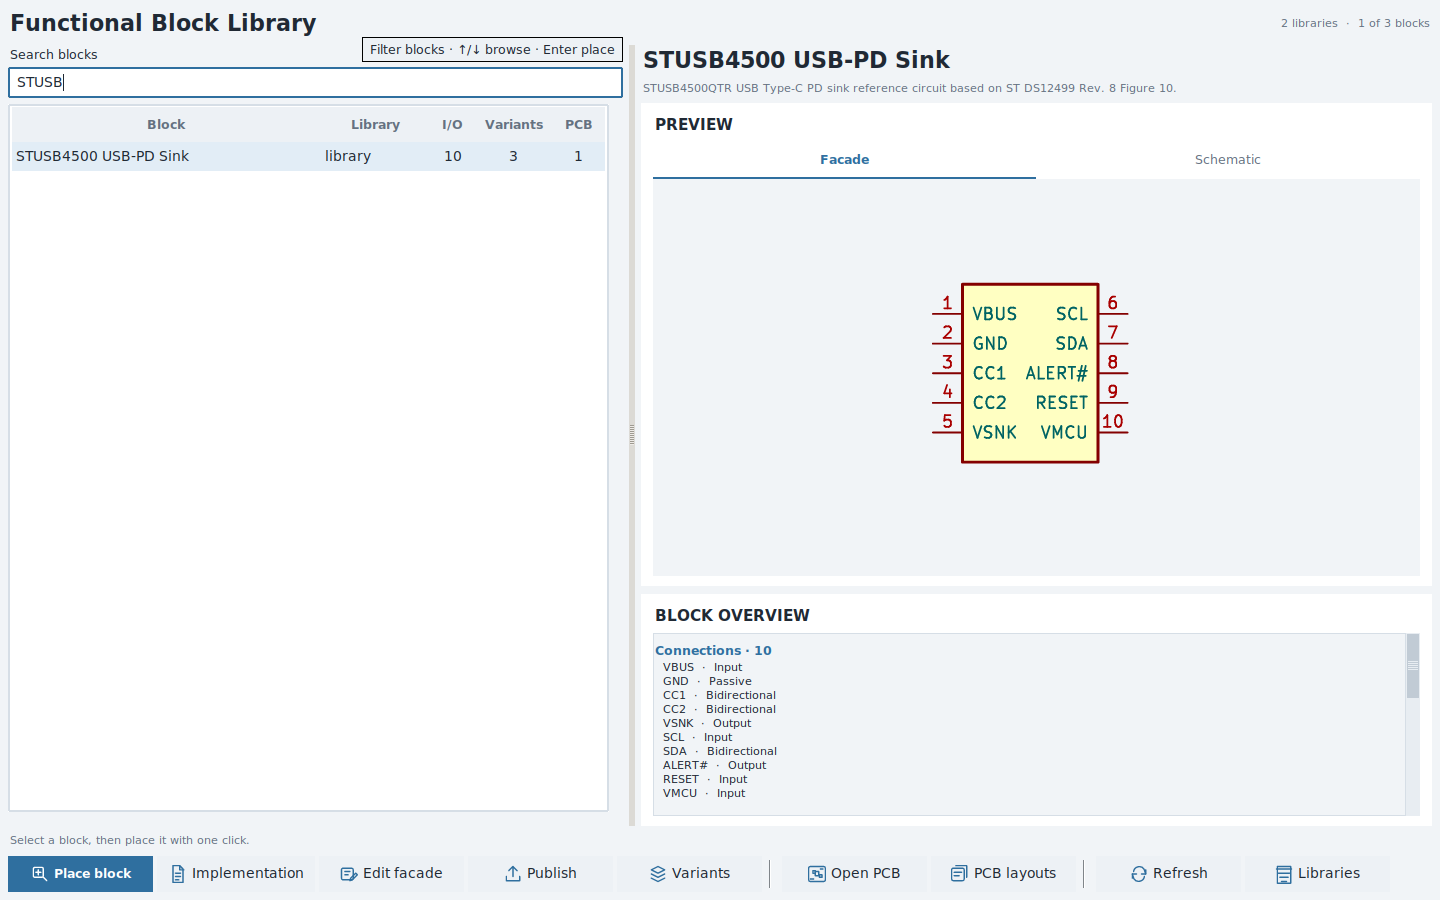 Functional Block Library
2 libraries · 1 of 3 blocks
Search blocks
Filter blocks · ↑/↓ browse · Enter place
STUSB
Block Library I/O Variants PCB
STUSB4500 USB-PD Sink library 10 3 1
STUSB4500 USB-PD Sink
STUSB4500QTR USB Type-C PD sink reference circuit based on ST DS12499 Rev. 8 Figure 10.
PREVIEW
Facade Schematic
1 VBUS SCL 6
2 GND SDA 7
3 CC1 ALERT# 8
4 CC2 RESET 9
5 VSNK VMCU 10
BLOCK OVERVIEW
Connections · 10
VBUS · Input
GND · Passive
CC1 · Bidirectional
CC2 · Bidirectional
VSNK · Output
SCL · Input
SDA · Bidirectional
ALERT# · Output
RESET · Input
VMCU · Input
Select a block, then place it with one click.
Place block Implementation Edit facade Publish Variants Open PCB PCB layouts Refresh Libraries